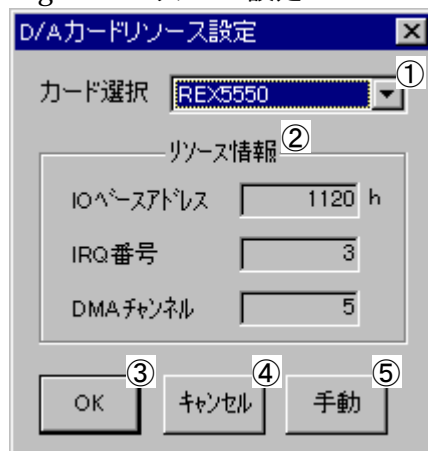 D/Aカードリソース設定
①
カード選択 REX5550
リソース情報 ②
IOベースアドレス 1120 h
IRQ番号 3
DMAチャンネル 5
③ ④ ⑤
OK キャンセル 手動